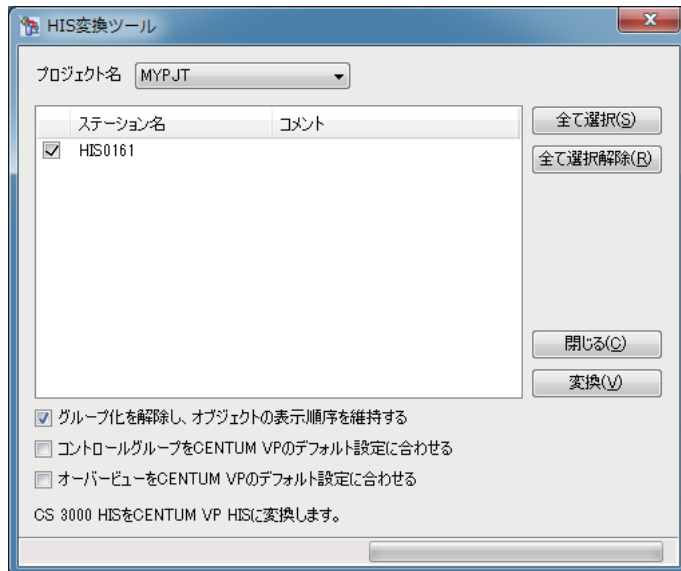 HIS変換ツール
プロジェクト名 MYPJT
ステーション名 コメント
HIS0161
全て選択(S)
全て選択解除(R)
閉じる(C)
変換(V)
グループ化を解除し、オブジェクトの表示順序を維持する
コントロールグループをCENTUM VPのデフォルト設定に合わせる
オーバービューをCENTUM VPのデフォルト設定に合わせる
CS 3000 HISをCENTUM VP HISに変換します。